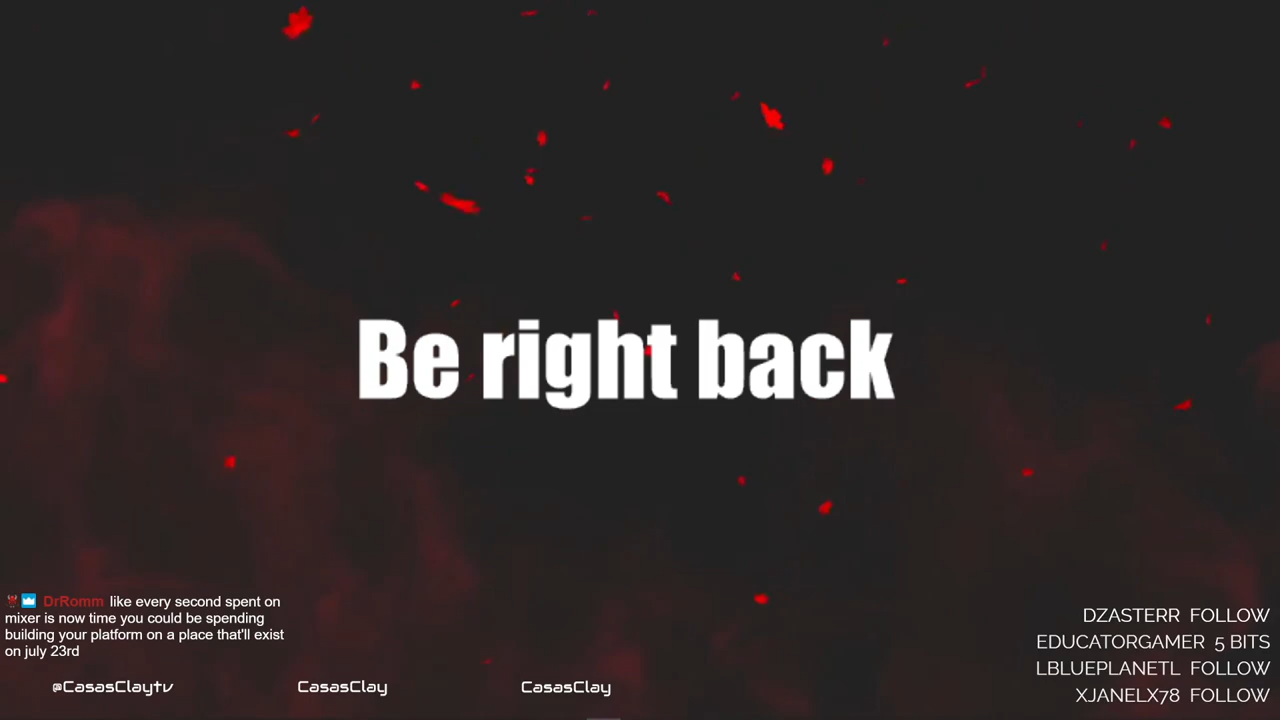 Be right back
DrRomm like every second spent on
mixer is now time you could be spending
building your platform on a place that'll exist
on july 23rd
@CasasClaytv
CasasClay
CasasClay
DZASTERR FOLLOW
EDUCATORGAMER 5 BITS
LBLUEPLANETL FOLLOW
XJANELX78 FOLLOW